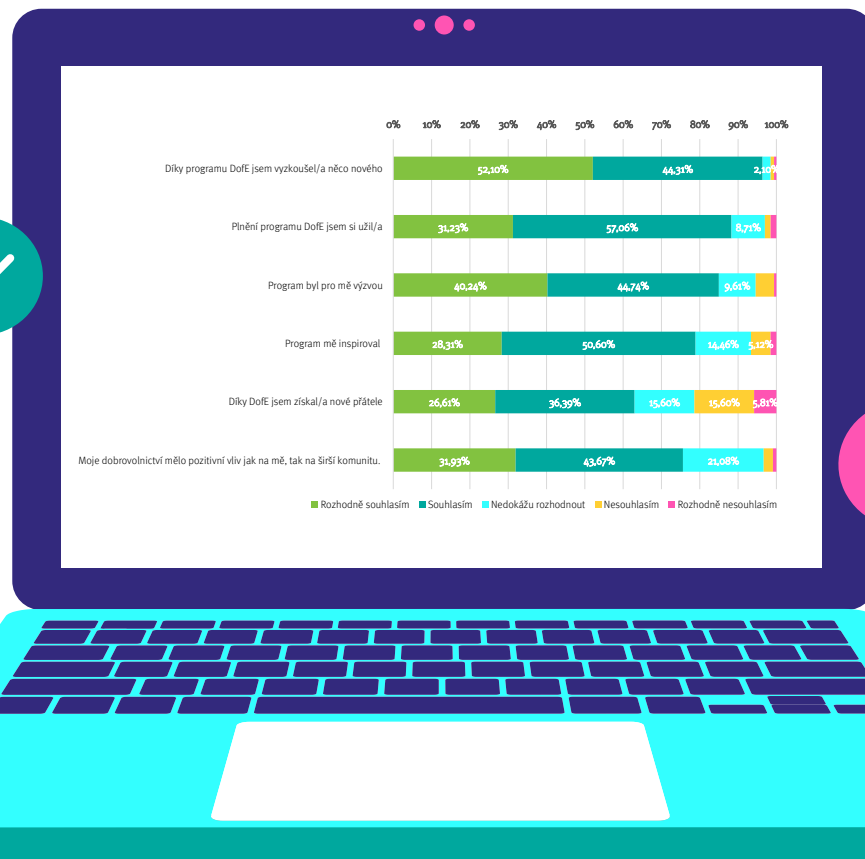 0% 10% 20% 30% 40% 50% 60% 70% 80% 90% 100%
Díky programu DofE jsem vyzkoušel/a něco nového 52,10% 44,31% 2,10%
Plnění programu DofE jsem si užil/a 31,23% 57,06% 8,71%
Program byl pro mě výzvou 40,24% 44,74% 9,61%
Program mě inspiroval 28,31% 50,60% 14,46% 5,12%
Díky DofE jsem získal/a nové přátele 26,61% 36,39% 15,60% 15,60% 5,81%
Moje dobrovolnictví mělo pozitivní vliv jak na mě, tak na širší komunitu. 31,93% 43,67% 21,08%
Rozhodně souhlasím Souhlasím Nedokážu rozhodnout Nesouhlasím Rozhodně nesouhlasím